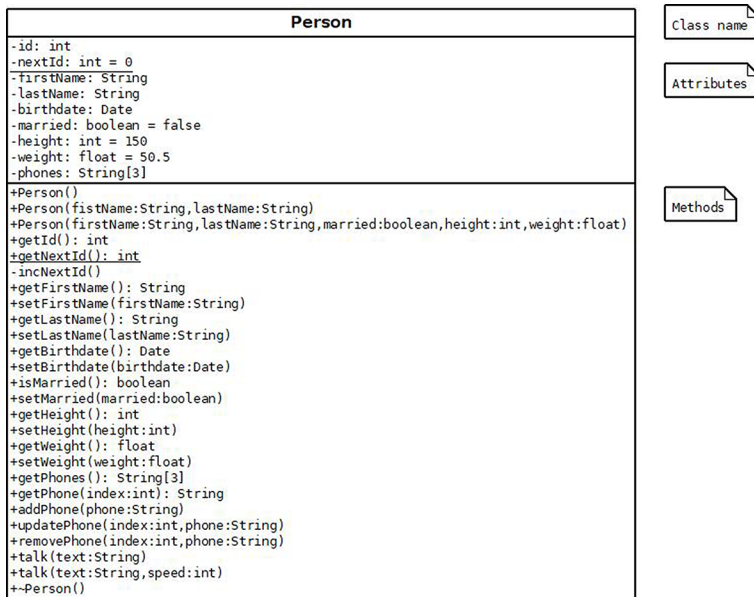 Person
-id: int
-nextId: int = 0
-firstName: String
-lastName: String
-birthdate: Date
-married: boolean = false
-height: int = 150
-weight: float = 50.5
-phones: String[3]
+Person()
+Person(fistName:String,lastName:String)
+Person(firstName:String,lastName:String,married:boolean,height:int,weight:float)
+getId(): int
+getNextId(): int
-incNextId()
+getFirstName(): String
+setFirstName(firstName:String)
+getLastName(): String
+setLastName(lastName:String)
+getBirthdate(): Date
+setBirthdate(birthdate:Date)
+isMarried(): boolean
+setMarried(married:boolean)
+getHeight(): int
+setHeight(height:int)
+getWeight(): float
+setWeight(weight:float)
+getPhones(): String[3]
+getPhone(index:int): String
+addPhone(phone:String)
+updatePhone(index:int,phone:String)
+removePhone(index:int,phone:String)
+talk(text:String)
+talk(text:String,speed:int)
+~Person()
Class name
Attributes
Methods